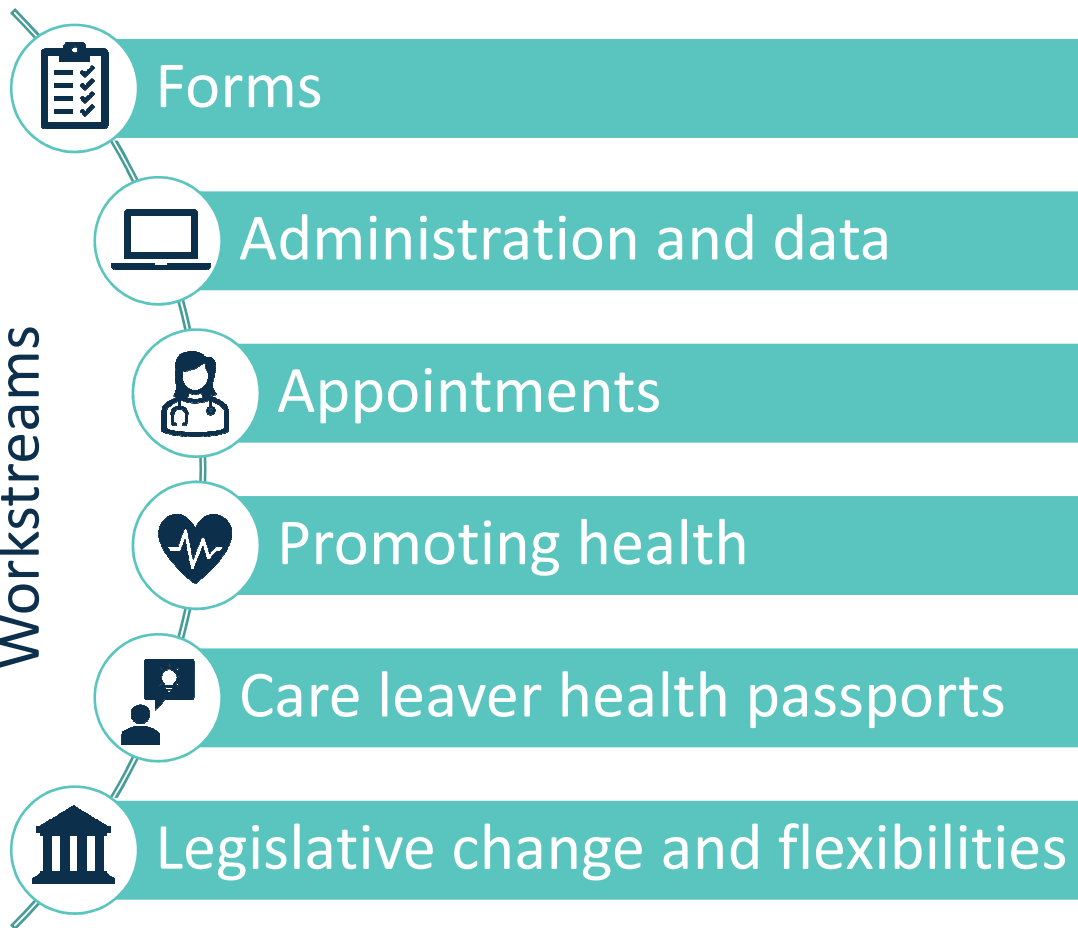 Workstreams
Forms
Administration and data
Appointments
Promoting health
Care leaver health passports
Legislative change and flexibilities